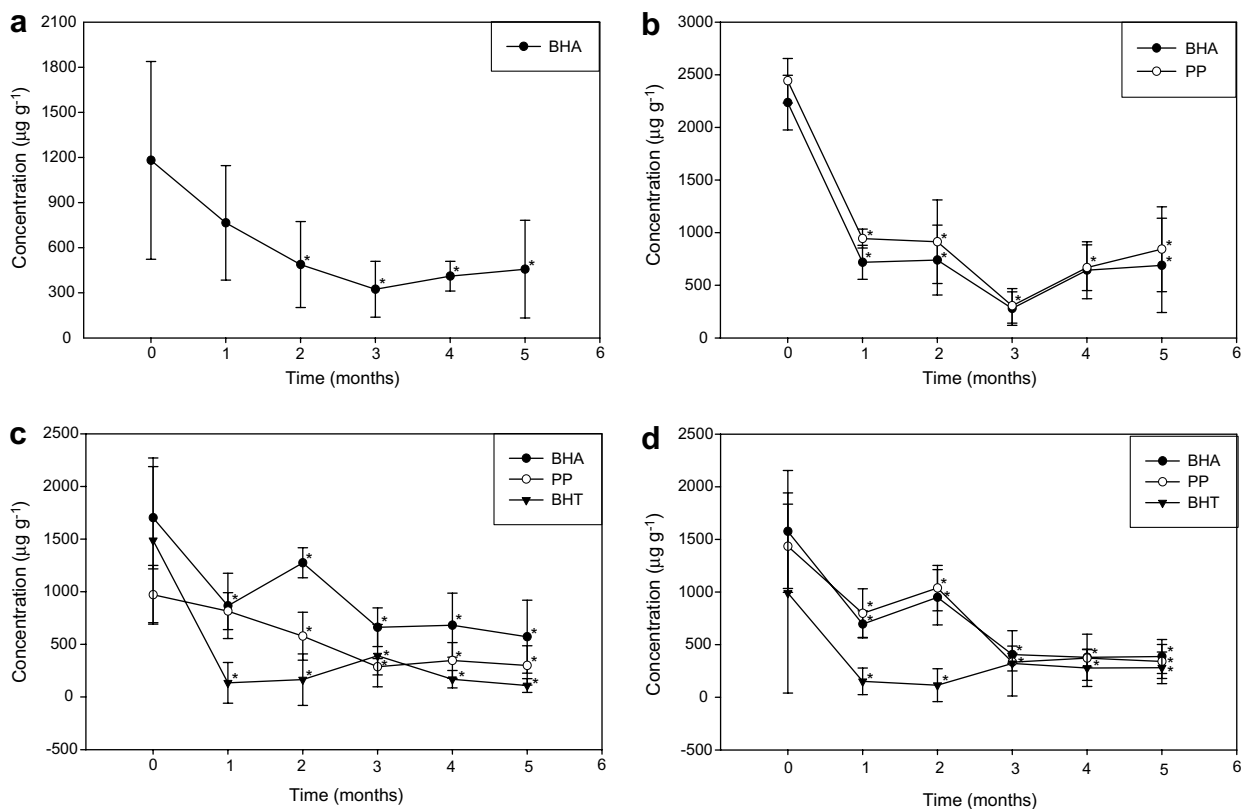 a
2100
1200
900
600
300
0
Concentration (µg g⁻¹)
BHA
* * * *
0 1 2 3 4 5 6
Time (months)
b
3000
2500
2000
1500
1000
500
0
Concentration (µg g⁻¹)
BHA
PP
* * * * * * * *
0 1 2 3 4 5 6
Time (months)
c
2500
2000
1500
1000
500
0
-500
Concentration (µg g⁻¹)
BHA
PP
BHT
* * * * * * * * * * * * *
0 1 2 3 4 5 6
Time (months)
d
2500
2000
1500
1000
500
0
-500
Concentration (µg g⁻¹)
BHA
PP
BHT
* * * * * * * * * * * * *
0 1 2 3 4 5 6
Time (months)